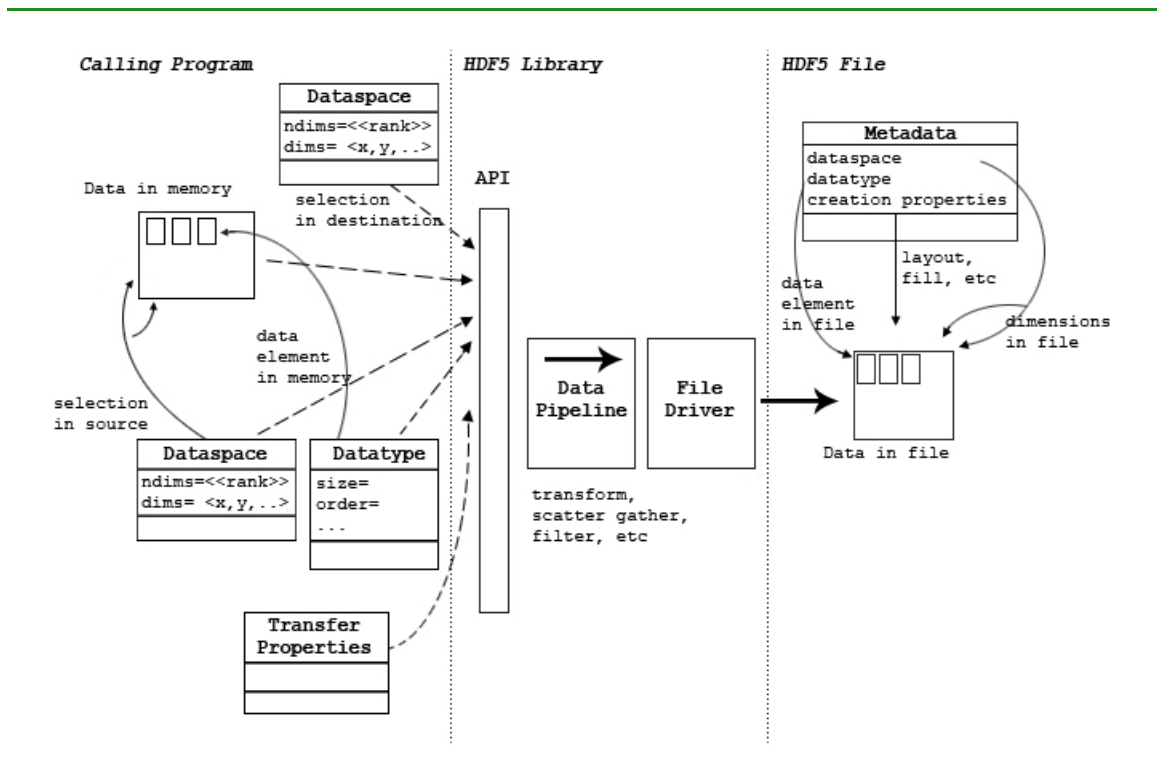 Calling Program
HDF5 Library
HDF5 File
Dataspace
ndims=<<rank>>
dims= <x,y,..>
selection
in destination
Data in memory
data
element
in memory
selection
in source
Dataspace
ndims=<<rank>>
dims= <x,y,..>
Datatype
size=
order=
...
Transfer
Properties
API
Data
Pipeline
File
Driver
transform,
scatter gather,
filter, etc
Metadata
dataspace
datatype
creation properties
layout,
fill, etc
data
element
in file
dimensions
in file
Data in file